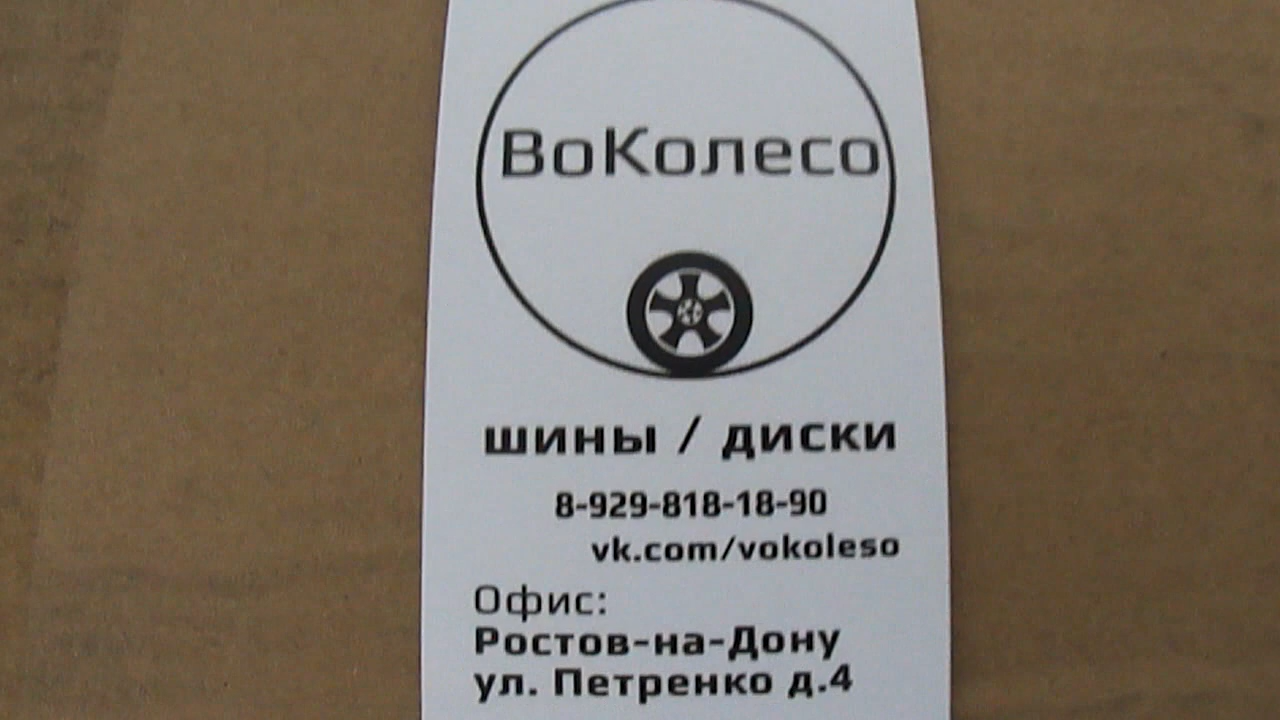 ВоКолесо
шины / диски
8-929-818-18-90
vk.com/vokoleso
Офис:
Ростов-на-Дону
ул. Петренко д.4